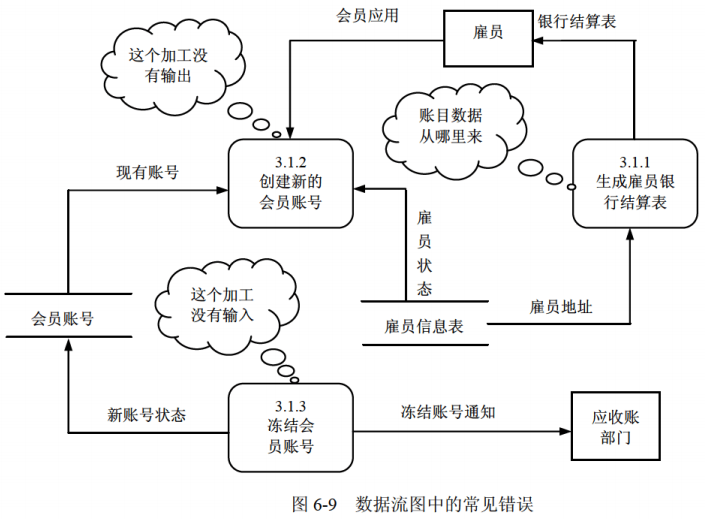 会员应用
雇员
银行结算表
这个加工没
有输出
账目数据
从哪里来
3.1.2
创建新的
会员账号
3.1.1
生成雇员银
行结算表
现有账号
雇
员
状
态
这个加工
没有输入
会员账号
雇员信息表
雇员地址
新账号状态
3.1.3
冻结会
员账号
冻结账号通知
应收账
部门
图 6-9 数据流图中的常见错误